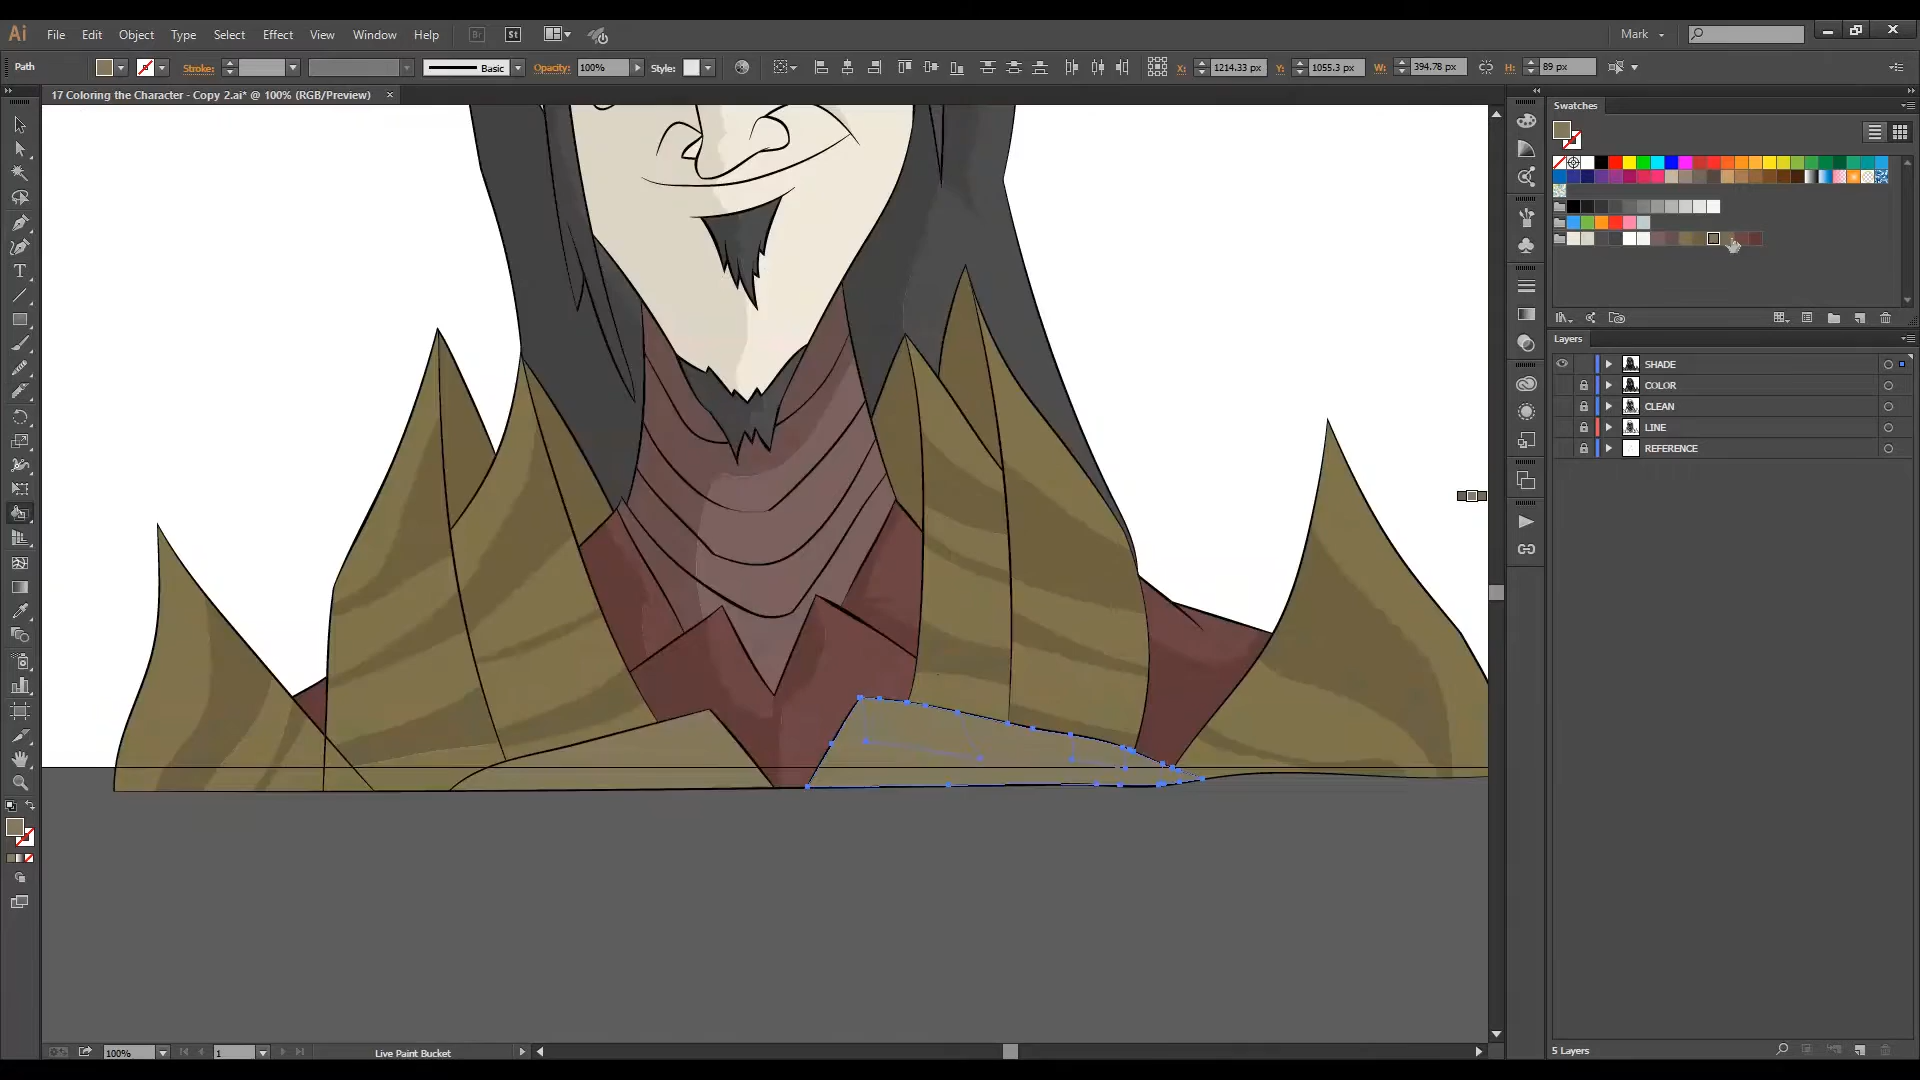 Ai File Edit Object Type Select Effect View Window Help Br St Mark
Path Stroke: Basic Opacity: 100% Style: X: 1214.33 px Y: 1055.3 px W: 394.78 px H: 89 px
17 Coloring the Character - Copy 2.ai* @ 100% (RGB/Preview) ×
Swatches
Layers
SHADE
COLOR
CLEAN
LINE
REFERENCE
5 Layers
100% 1 Live Paint Bucket